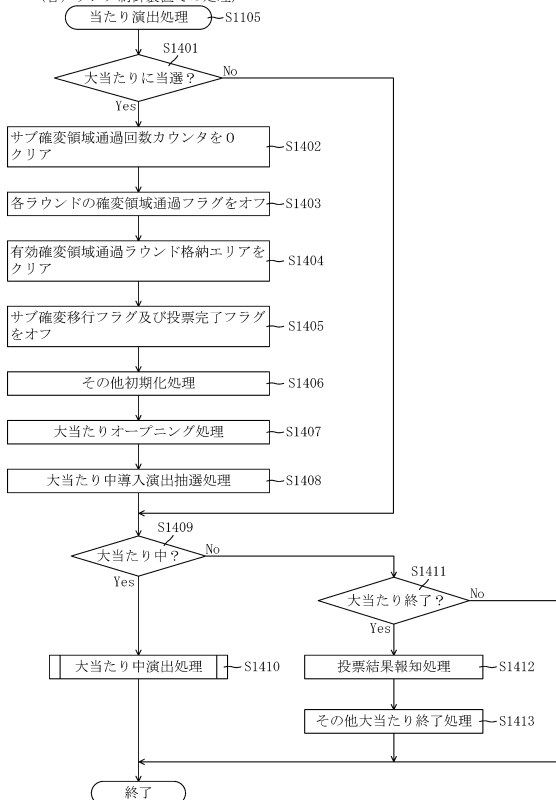 当たり演出処理
S1105
S1401
大当たりに当選？
No
Yes
サブ確変領域通過回数カウンタを０
クリア
S1402
各ラウンドの確変領域通過フラグをオフ
S1403
有効確変領域通過ラウンド格納エリアを
クリア
S1404
サブ確変移行フラグ及び投票完了フラグ
をオフ
S1405
その他初期化処理
S1406
大当たりオープニング処理
S1407
大当たり中導入演出抽選処理
S1408
S1409
大当たり中？
No
Yes
S1411
大当たり終了？
No
Yes
大当たり中演出処理
S1410
投票結果報知処理
S1412
その他大当たり終了処理
S1413
終了